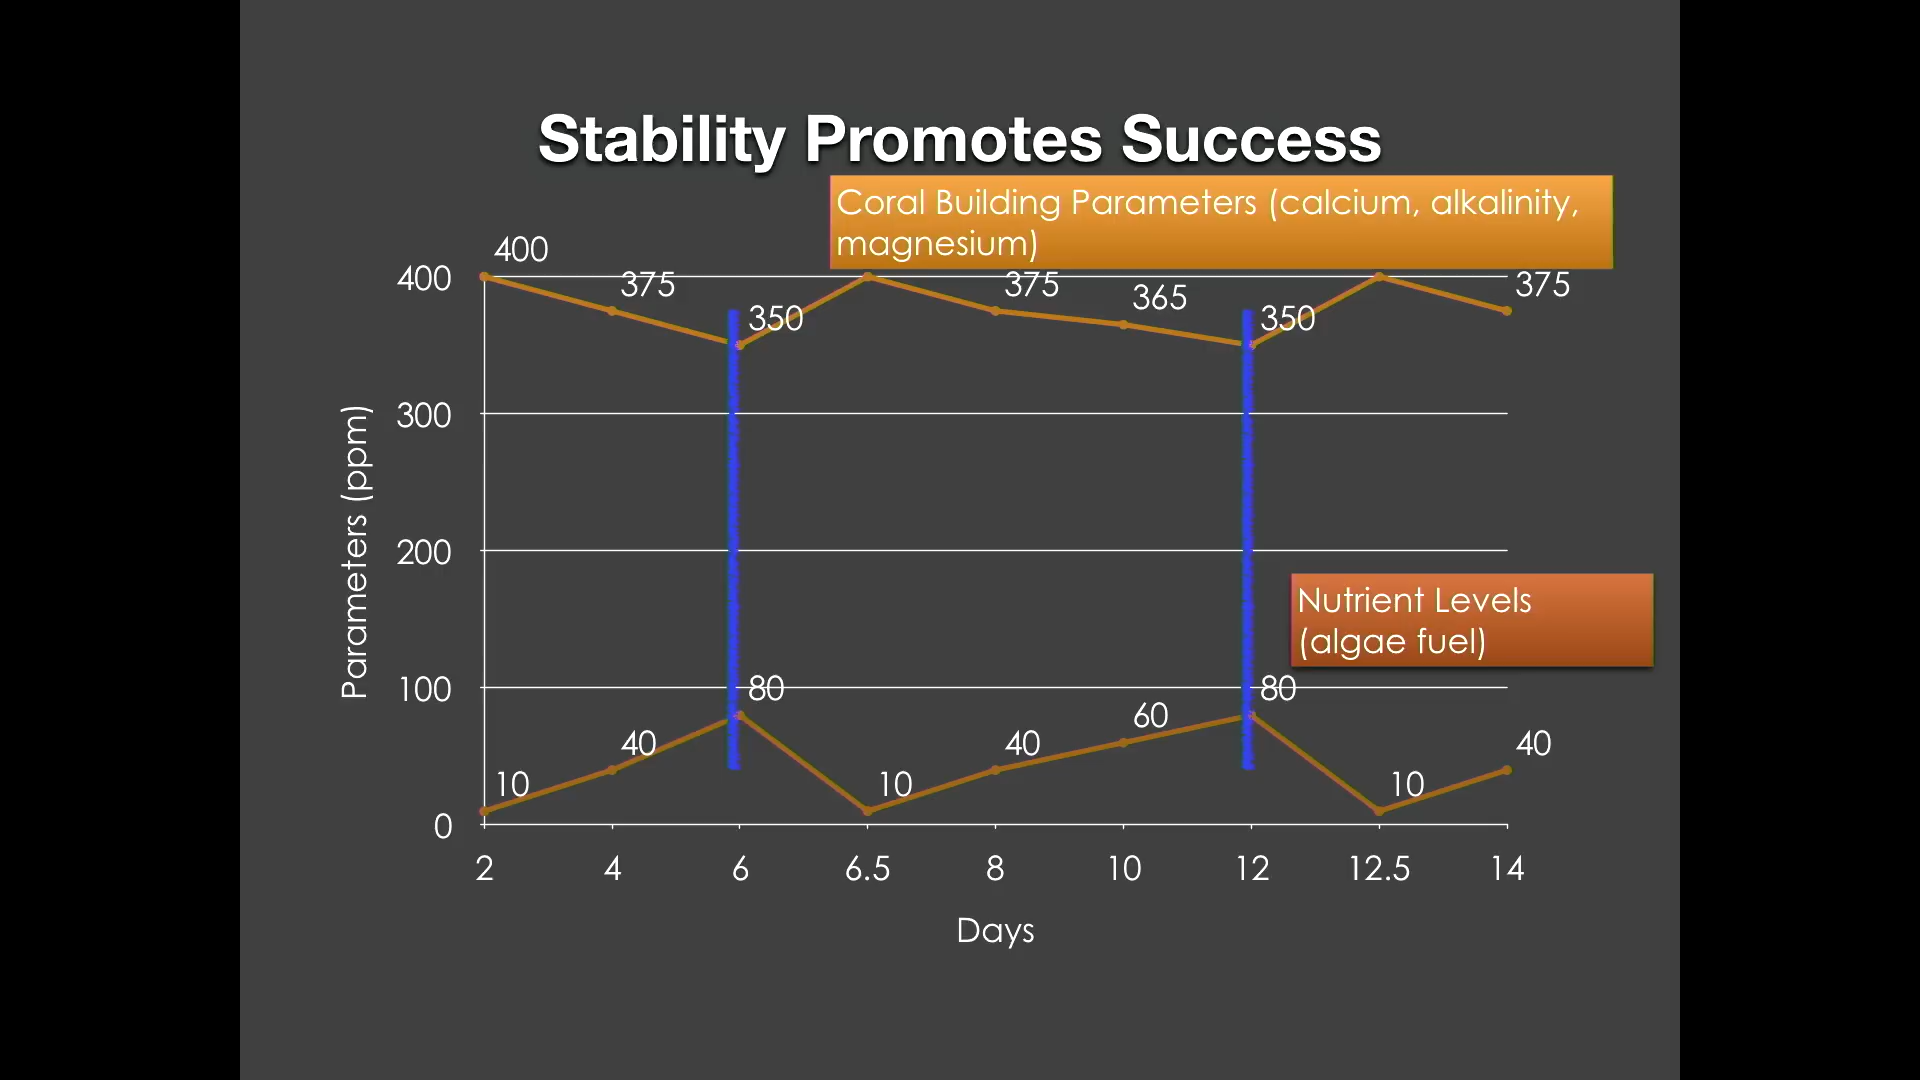 Stability Promotes Success
Coral Building Parameters (calcium, alkalinity,
magnesium)
400
375
350
375
365
350
375
400
300
200
100
0
Parameters (ppm)
Nutrient Levels
(algae fuel)
10
40
80
10
40
60
80
10
40
2 4 6 6.5 8 10 12 12.5 14
Days